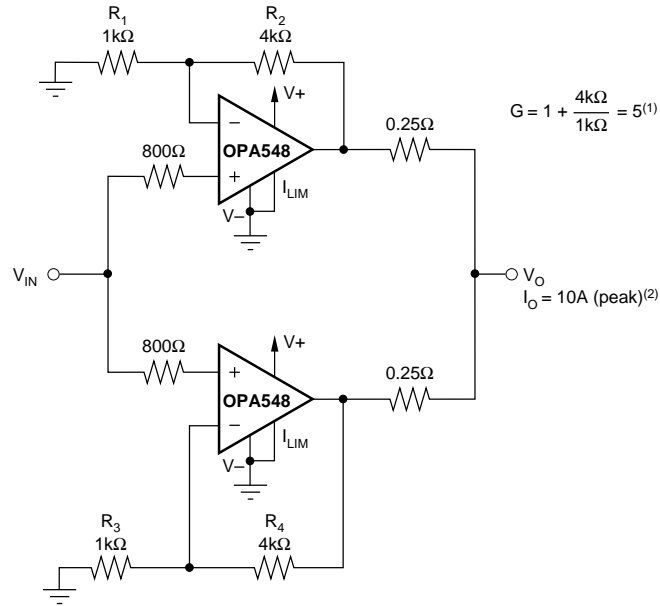 R1
1kΩ
R2
4kΩ
V+
G = 1 + 4kΩ/1kΩ = 5(1)
0.25Ω
–
OPA548
800Ω
+
ILIM
V–
VIN
VO
IO = 10A (peak)(2)
800Ω
V+
0.25Ω
+
OPA548
–
ILIM
V–
R3
1kΩ
R4
4kΩ